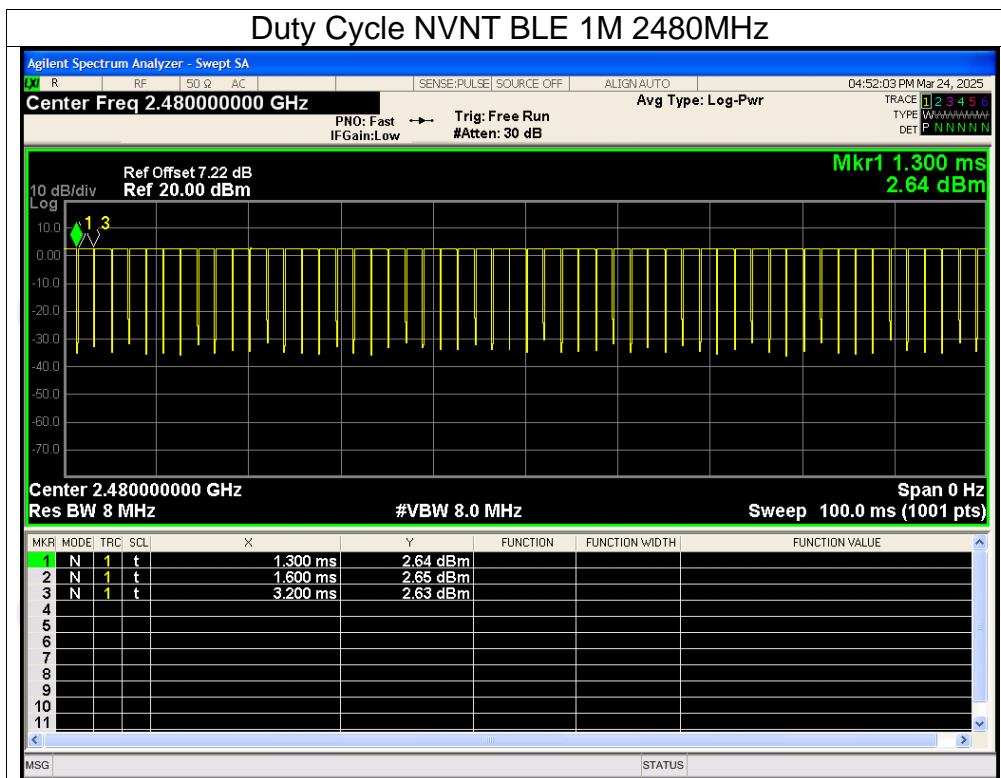 Duty Cycle NVNT BLE 1M 2480MHz
Agilent Spectrum Analyzer - Swept SA
LXI R RF 50 Ω AC SENSE:PULSE SOURCE OFF ALIGN AUTO 04:52:03 PM Mar 24, 2025
Center Freq 2.480000000 GHz Avg Type: Log-Pwr TRACE 1 2 3 4 5 6
PNO: Fast Trig: Free Run TYPE WWWWWW
IFGain:Low #Atten: 30 dB DET P N N N N N
Mkr1 1.300 ms
2.64 dBm
Ref Offset 7.22 dB
10 dB/div Ref 20.00 dBm
Log
1 3
10.0
0.00
-10.0
-20.0
-30.0
-40.0
-50.0
-60.0
-70.0
Center 2.480000000 GHz Span 0 Hz
Res BW 8 MHz #VBW 8.0 MHz Sweep 100.0 ms (1001 pts)
MKR MODE TRC SCL X Y FUNCTION FUNCTION WIDTH FUNCTION VALUE
1 N 1 t 1.300 ms 2.64 dBm
2 N 1 t 1.600 ms 2.65 dBm
3 N 1 t 3.200 ms 2.63 dBm
4
5
6
7
8
9
10
11
MSG STATUS